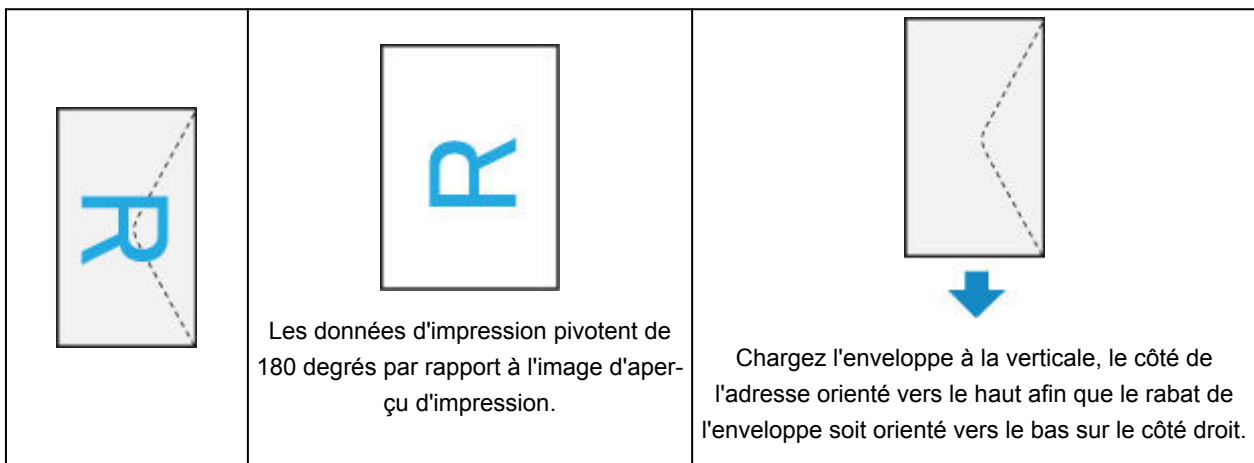 R
R
Les données d'impression pivotent de
180 degrés par rapport à l'image d'aper-
çu d'impression.
Chargez l'enveloppe à la verticale, le côté de
l'adresse orienté vers le haut afin que le rabat de
l'enveloppe soit orienté vers le bas sur le côté droit.